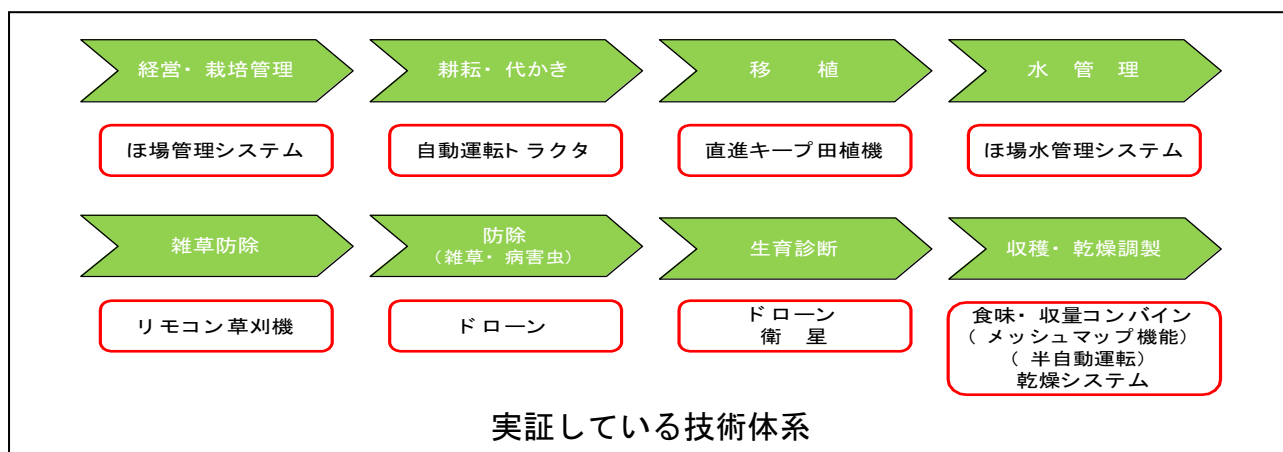 経営・栽培管理
耕耘・代かき
移植
水管理
ほ場管理システム
自動運転トラクタ
直進キープ田植機
ほ場水管理システム
雑草防除
防除
(雑草・病害虫)
生育診断
収穫・乾燥調製
リモコン草刈機
ドローン
ドローン
衛星
食味・収量コンバイン
(メッシュマップ機能)
(半自動運転)
乾燥システム
実証している技術体系